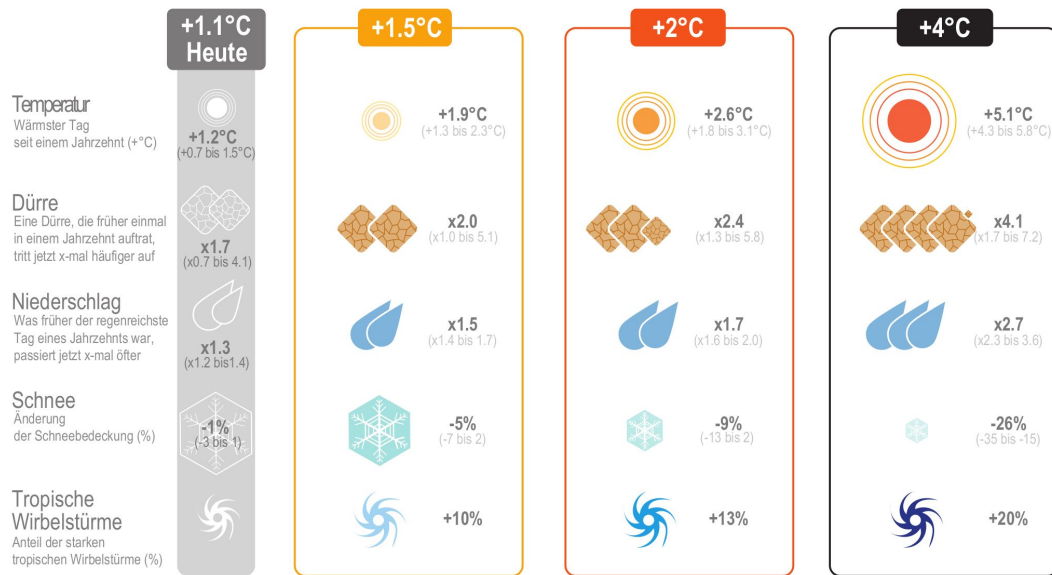 +1.1°C
Heute
+1.5°C
+2°C
+4°C
Temperatur
Wärmster Tag
seit einem Jahrzehnt (+°C)
+1.2°C
(+0.7 bis 1.5°C)
+1.9°C
(+1.3 bis 2.3°C)
+2.6°C
(+1.8 bis 3.1°C)
+5.1°C
(+4.3 bis 5.8°C)
Dürre
Eine Dürre, die früher einmal
in einem Jahrzehnt auftrat,
tritt jetzt x-mal häufiger auf
x1.7
(x0.7 bis 4.1)
x2.0
(x1.0 bis 5.1)
x2.4
(x1.3 bis 5.8)
x4.1
(x1.7 bis 7.2)
Niederschlag
Was früher der regenreichste
Tag eines Jahrzehnts war,
passiert jetzt x-mal öfter
x1.3
(x1.2 bis1.4)
x1.5
(x1.4 bis 1.7)
x1.7
(x1.6 bis 2.0)
x2.7
(x2.3 bis 3.6)
Schnee
Änderung
der Schneebedeckung (%)
-1%
(-3 bis 1)
-5%
(-7 bis 2)
-9%
(-13 bis 2)
-26%
(-35 bis -15)
Tropische
Wirbelstürme
Anteil der starken
tropischen Wirbelstürme (%)
+10%
+13%
+20%